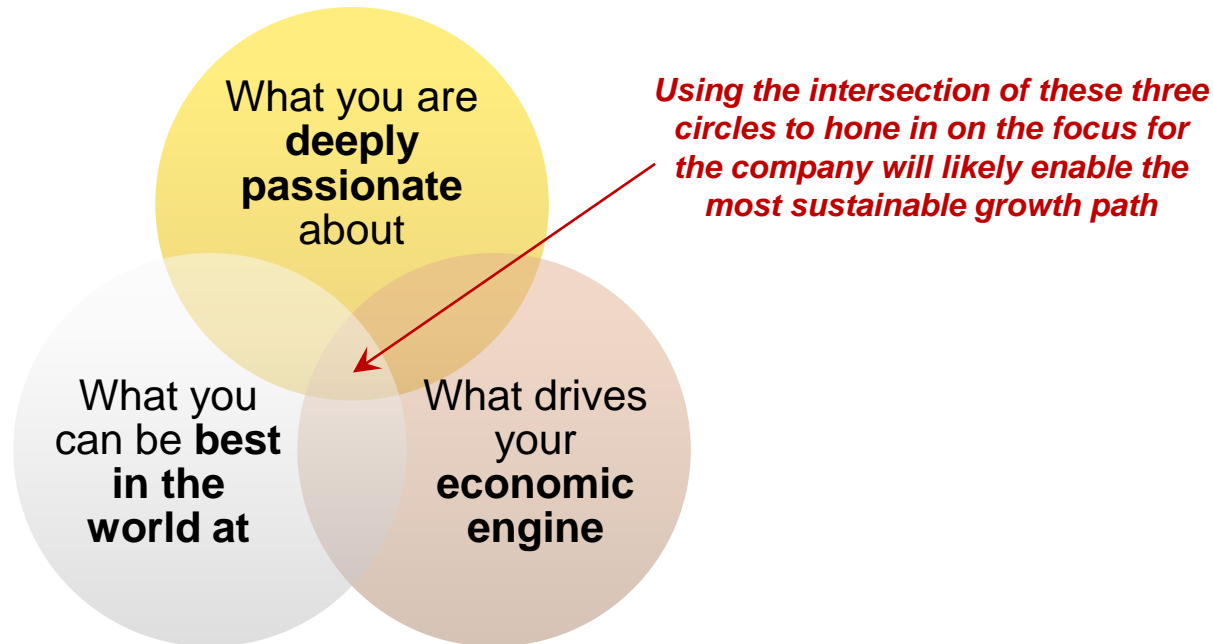 What you are
deeply
passionate
about
Using the intersection of these three
circles to hone in on the focus for
the company will likely enable the
most sustainable growth path
What you
can be best
in the
world at
What drives
your
economic
engine